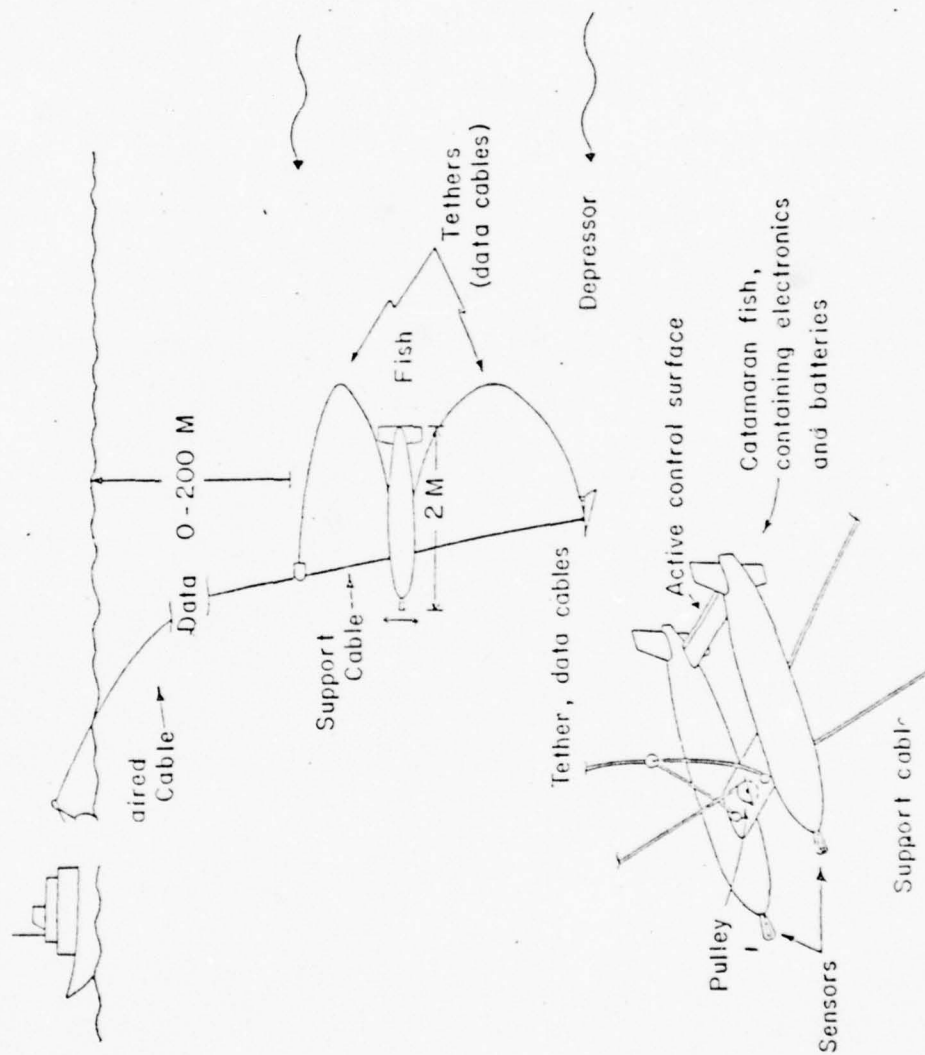 aired
Cable
Data
0-200 M
Support
Cable
Fish
2 M
Tethers
(data cables)
Depressor
Tether, data cables
Active control surface
Catamaran fish,
containing electronics
and batteries
Pulley
Sensors
Support cable